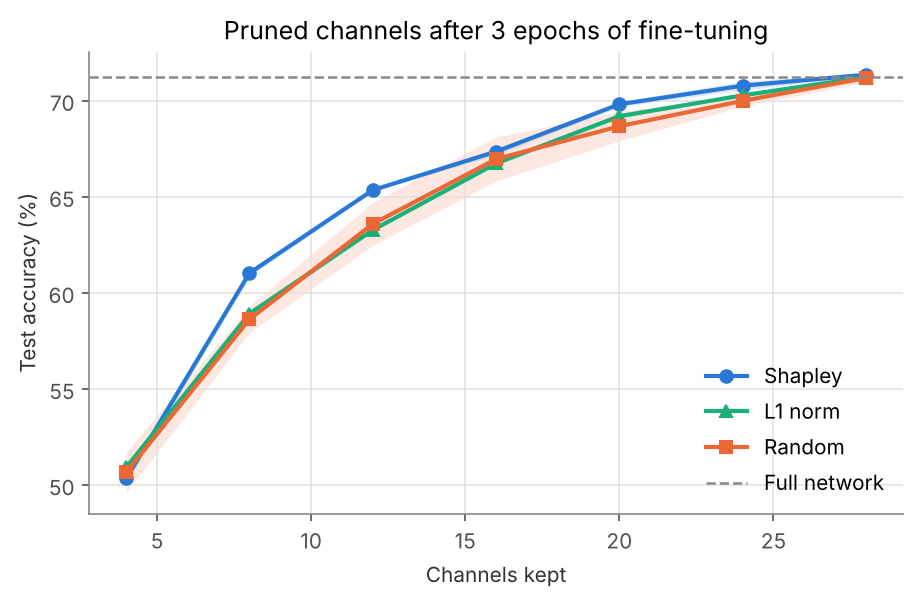 Pruned channels after 3 epochs of fine-tuning
Test accuracy (%)
70
65
60
55
50
5
10
15
20
25
Channels kept
Shapley
L1 norm
Random
Full network